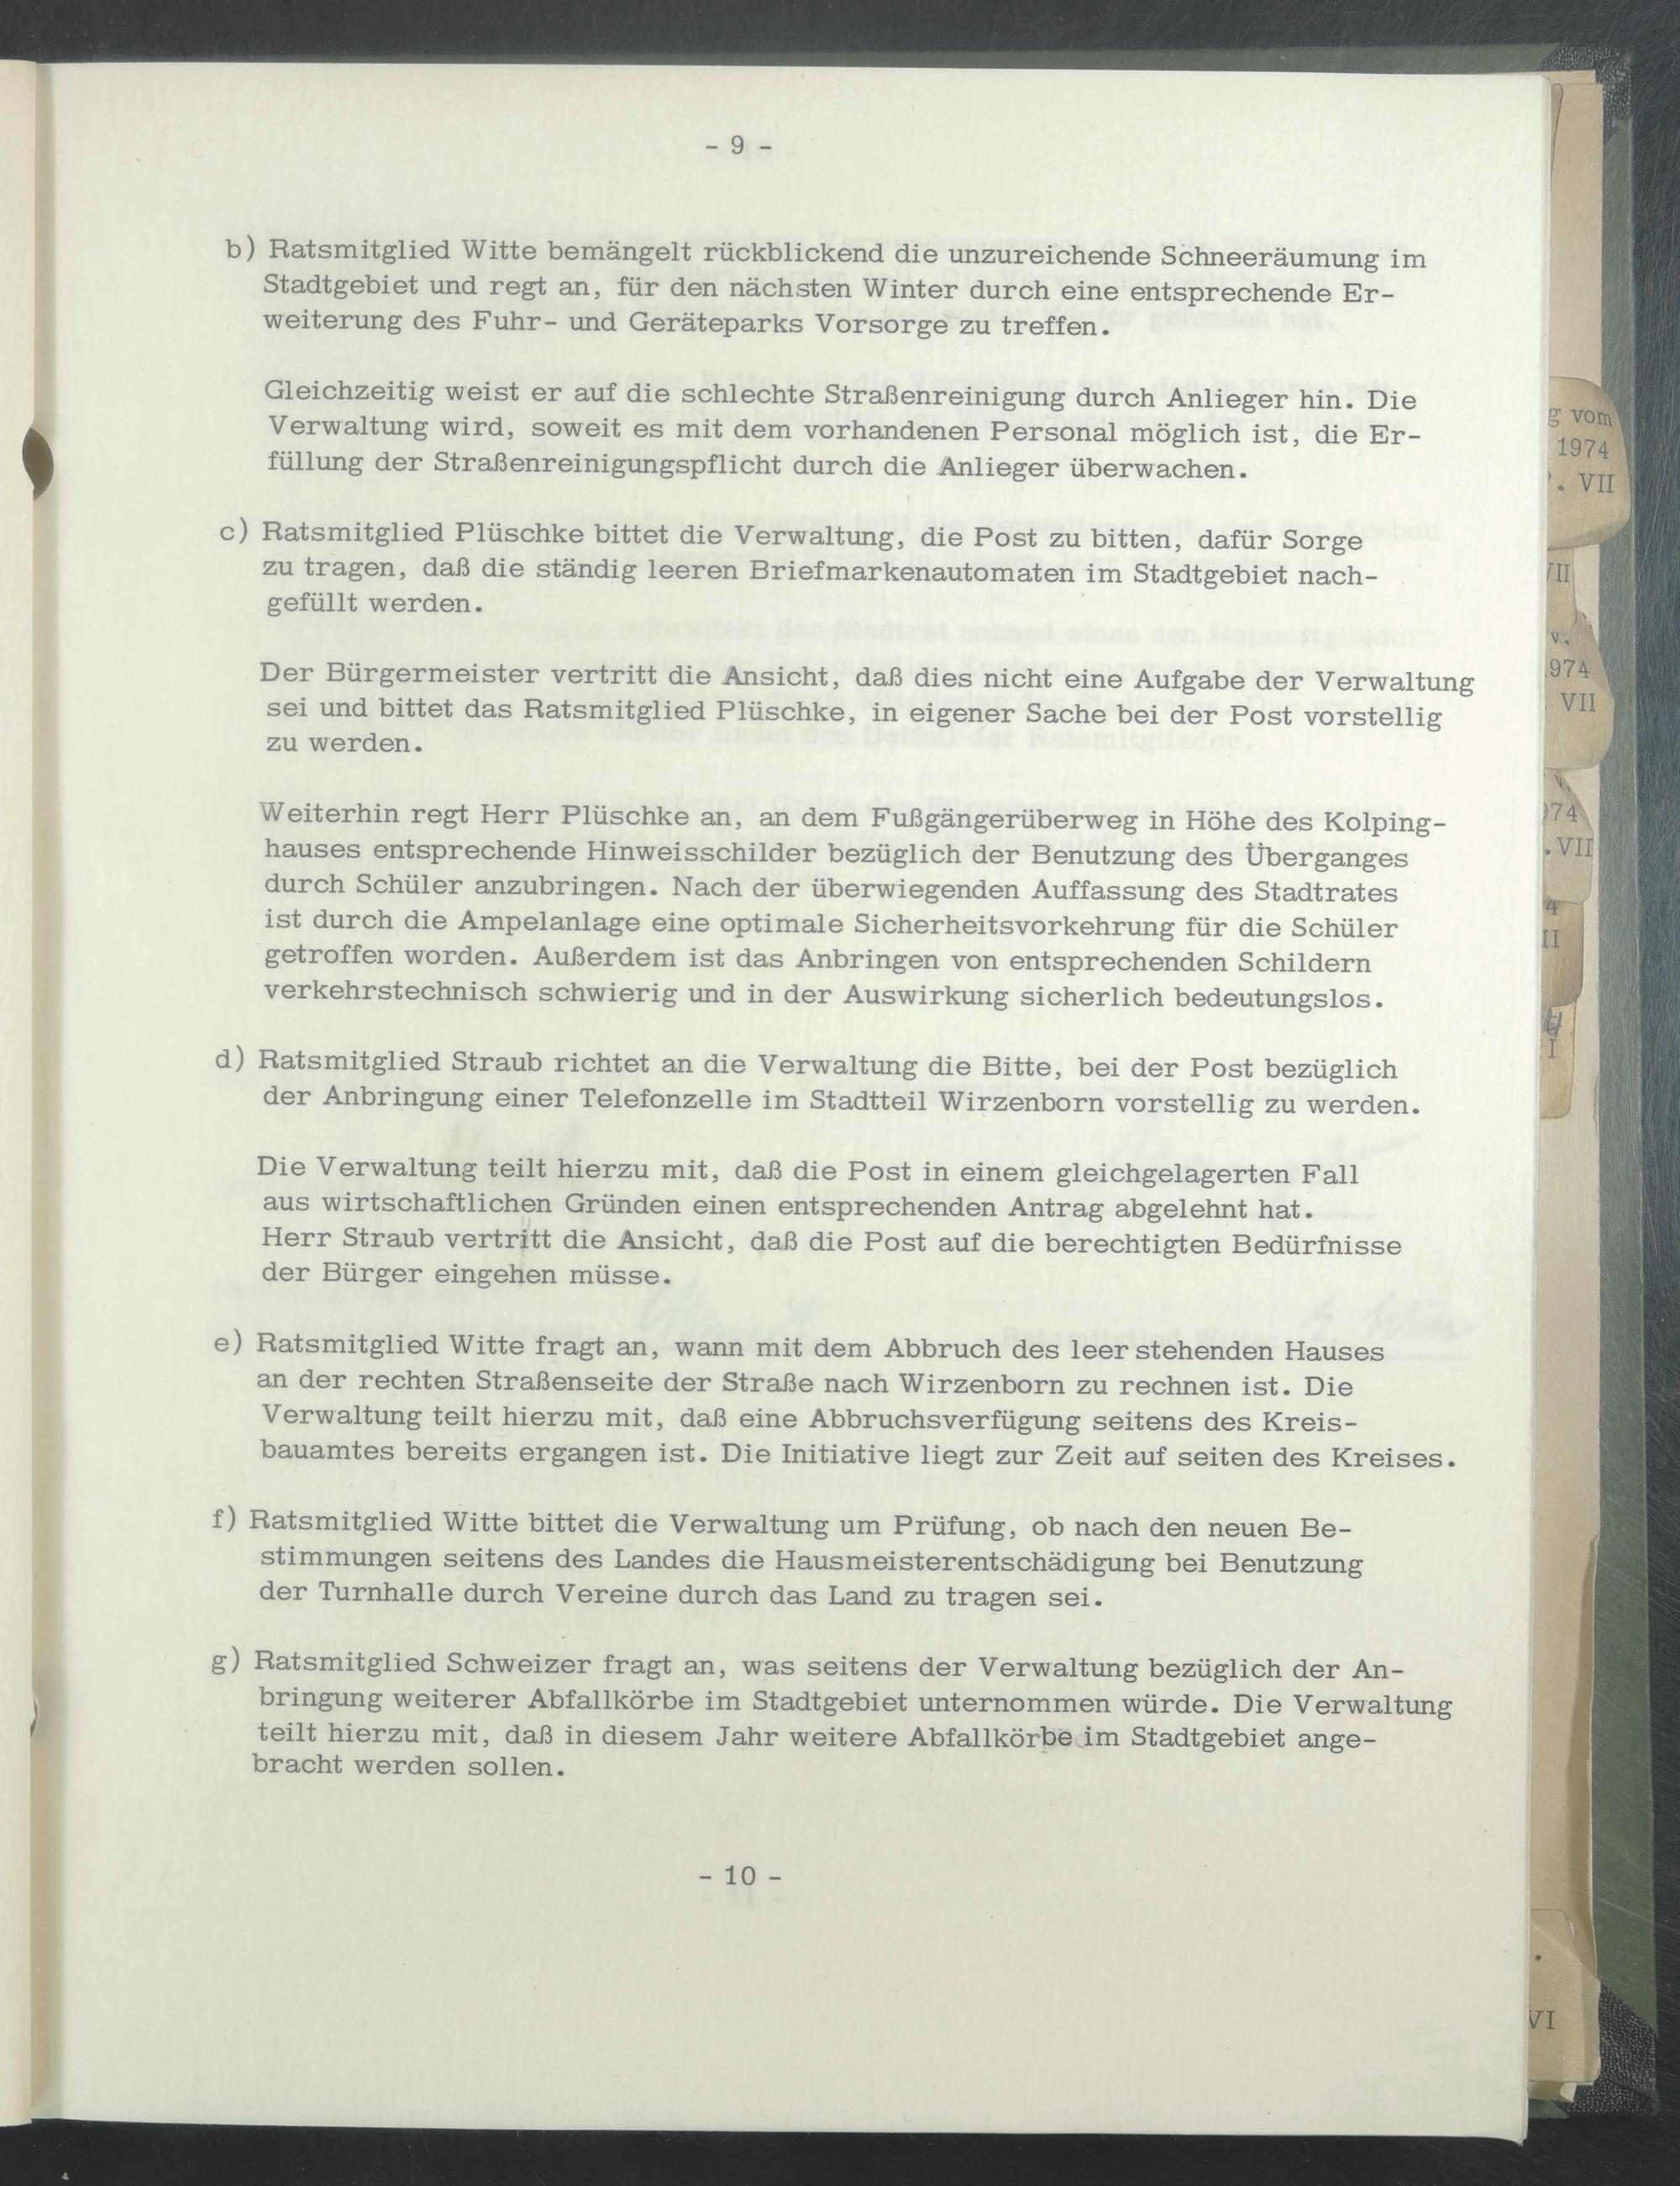 - 9 -
b) Ratsmitglied Witte bemängelt rückblickend die unzureichende Schneeräumung im
Stadtgebiet und regt an, für den nächsten Winter durch eine entsprechende Er-
weiterung des Fuhr- und Geräteparks Vorsorge zu treffen.
Gleichzeitig weist er auf die schlechte Straßenreinigung durch Anlieger hin. Die
Verwaltung wird, soweit es mit dem vorhandenen Personal möglich ist, die Er-
füllung der Straßenreinigungspflicht durch die Anlieger überwachen.
c) Ratsmitglied Plüschke bittet die Verwaltung, die Post zu bitten, dafür Sorge
zu tragen, daß die ständig leeren Briefmarkenautomaten im Stadtgebiet nach-
gefüllt werden.
Der Bürgermeister vertritt die Ansicht, daß dies nicht eine Aufgabe der Verwaltung
sei und bittet das Ratsmitglied Plüschke, in eigener Sache bei der Post vorstellig
zu werden.
Weiterhin regt Herr Plüschke an, an dem Fußgängerüberweg in Höhe des Kolping-
hauses entsprechende Hinweisschilder bezüglich der Benutzung des Überganges
durch Schüler anzubringen. Nach der überwiegenden Auffassung des Stadtrates
ist durch die Ampelanlage eine optimale Sicherheitsvorkehrung für die Schüler
getroffen worden. Außerdem ist das Anbringen von entsprechenden Schildern
verkehrstechnisch schwierig und in der Auswirkung sicherlich bedeutungslos.
d) Ratsmitglied Straub richtet an die Verwaltung die Bitte, bei der Post bezüglich
der Anbringung einer Telefonzelle im Stadtteil Wirzenborn vorstellig zu werden.
Die Verwaltung teilt hierzu mit, daß die Post in einem gleichgelagerten Fall
aus wirtschaftlichen Gründen einen entsprechenden Antrag abgelehnt hat.
Herr Straub vertritt die Ansicht, daß die Post auf die berechtigten Bedürfnisse
der Bürger eingehen müsse.
e) Ratsmitglied Witte fragt an, wann mit dem Abbruch des leer stehenden Hauses
an der rechten Straßenseite der Straße nach Wirzenborn zu rechnen ist. Die
Verwaltung teilt hierzu mit, daß eine Abbruchsverfügung seitens des Kreis-
bauamtes bereits ergangen ist. Die Initiative liegt zur Zeit auf seiten des Kreises.
f) Ratsmitglied Witte bittet die Verwaltung um Prüfung, ob nach den neuen Be-
stimmungen seitens des Landes die Hausmeisterentschädigung bei Benutzung
der Turnhalle durch Vereine durch das Land zu tragen sei.
g) Ratsmitglied Schweizer fragt an, was seitens der Verwaltung bezüglich der An-
bringung weiterer Abfallkörbe im Stadtgebiet unternommen würde. Die Verwaltung
teilt hierzu mit, daß in diesem Jahr weitere Abfallkörbe im Stadtgebiet ange-
bracht werden sollen.
- 10 -
g vom
1974
. VII
VII
v.
974
VII
974
. VII
4
II
I
VI